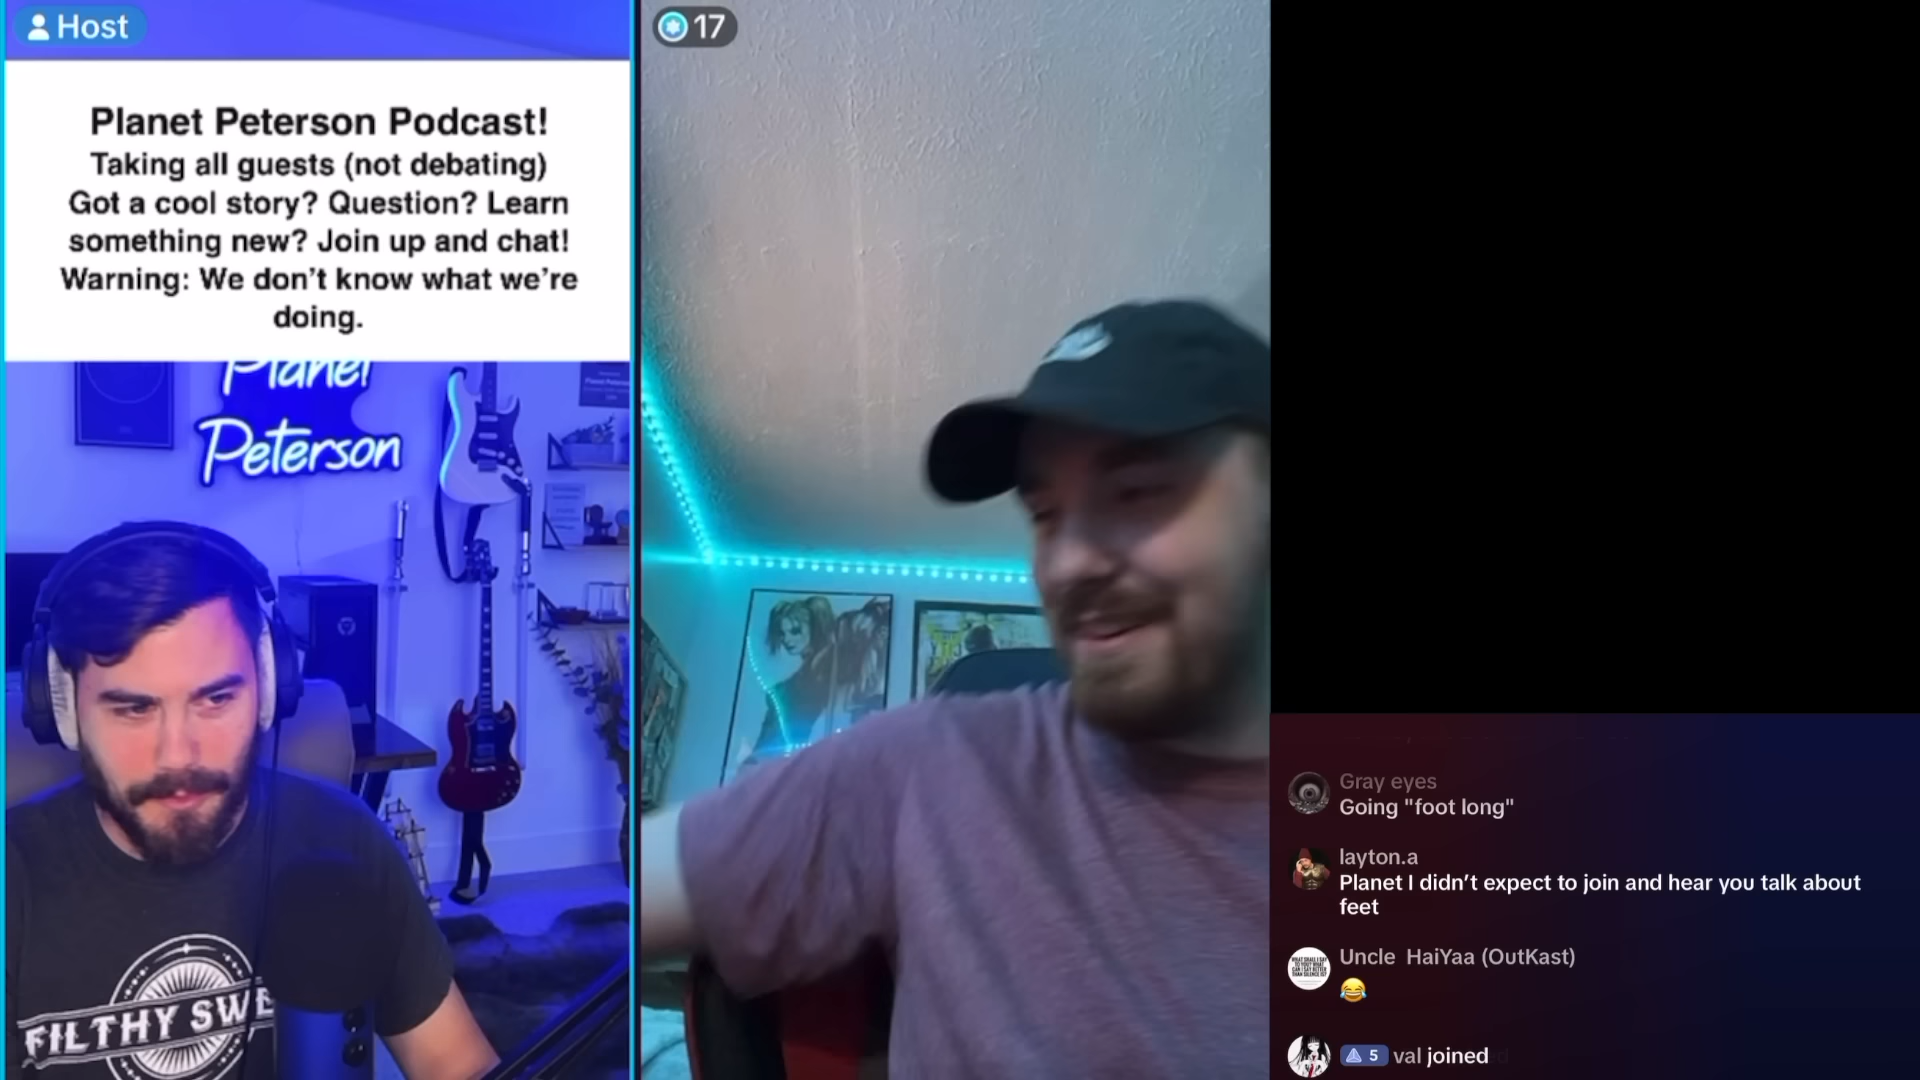 Host
Planet Peterson Podcast!
Taking all guests (not debating)
Got a cool story? Question? Learn
something new? Join up and chat!
Warning: We don't know what we're
doing.
Planet
Peterson
FILTHY SWE
17
Gray eyes
Going "foot long"
layton.a
Planet I didn't expect to join and hear you talk about
feet
Uncle HaiYaa (OutKast)
😂
5 val joined